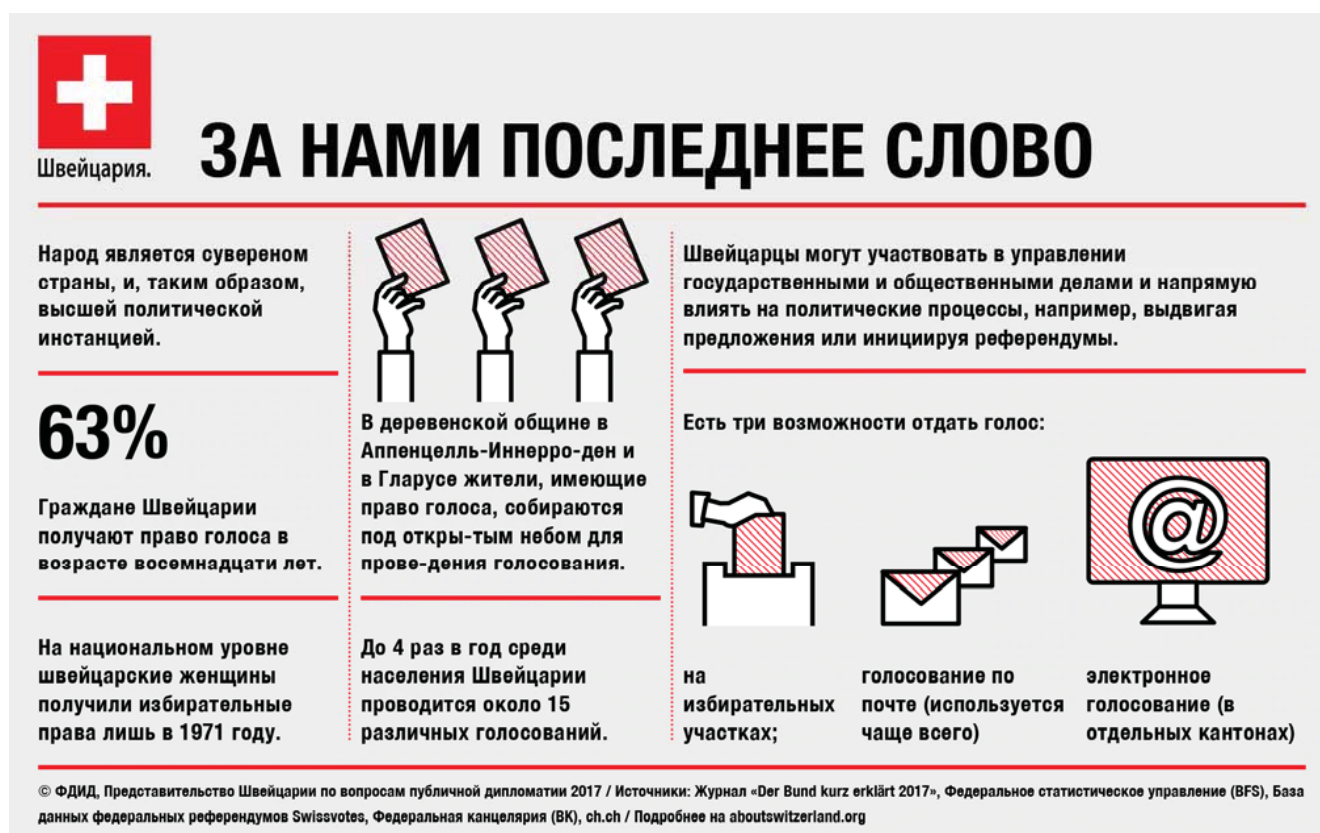 Швейцария.
ЗА НАМИ ПОСЛЕДНЕЕ СЛОВО
Народ является сувереном
страны, и, таким образом,
высшей политической
инстанцией.
63%
Граждане Швейцарии
получают право голоса в
возрасте восемнадцати лет.
На национальном уровне
швейцарские женщины
получили избирательные
права лишь в 1971 году.
В деревенской общине в
Аппенцелль-Иннерро-ден и
в Гларусе жители, имеющие
право голоса, собираются
под откры-тым небом для
прове-дения голосования.
До 4 раз в год среди
населения Швейцарии
проводится около 15
различных голосований.
Швейцарцы могут участвовать в управлении
государственными и общественными делами и напрямую
влиять на политические процессы, например, выдвигая
предложения или инициируя референдумы.
Есть три возможности отдать голос:
@
на
избирательных
участках;
голосование по
почте (используется
чаще всего)
электронное
голосование (в
отдельных кантонах)
© ФДИД, Представительство Швейцарии по вопросам публичной дипломатии 2017 / Источники: Журнал «Der Bund kurz erklärt 2017», Федеральное статистическое управление (BFS), База
данных федеральных референдумов Swissvotes, Федеральная канцелярия (BK), ch.ch / Подробнее на aboutswitzerland.org